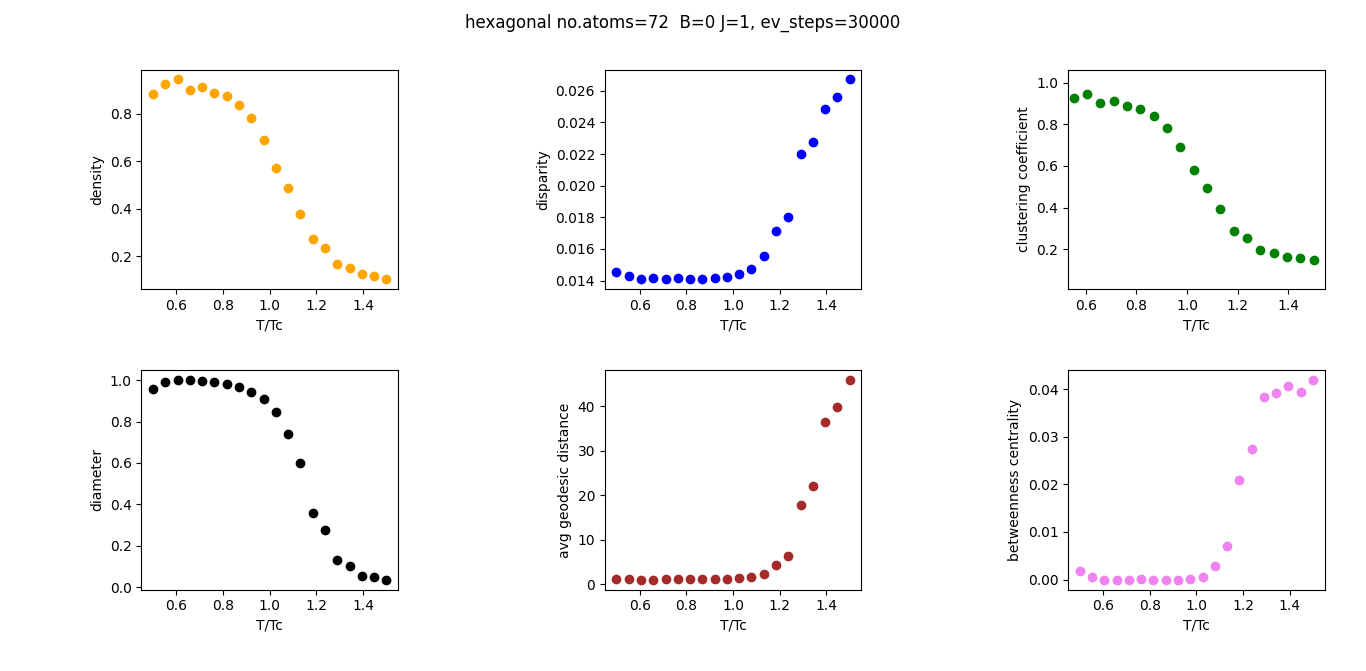 hexagonal no.atoms=72  B=0 J=1, ev_steps=30000
density
0.8
0.6
0.4
0.2
0.6 0.8 1.0 1.2 1.4
T/Tc
disparity
0.026
0.024
0.022
0.020
0.018
0.016
0.014
0.6 0.8 1.0 1.2 1.4
T/Tc
clustering coefficient
1.0
0.8
0.6
0.4
0.2
0.6 0.8 1.0 1.2 1.4
T/Tc
diameter
1.0
0.8
0.6
0.4
0.2
0.0
0.6 0.8 1.0 1.2 1.4
T/Tc
avg geodesic distance
40
30
20
10
0
0.6 0.8 1.0 1.2 1.4
T/Tc
betweenness centrality
0.04
0.03
0.02
0.01
0.00
0.6 0.8 1.0 1.2 1.4
T/Tc